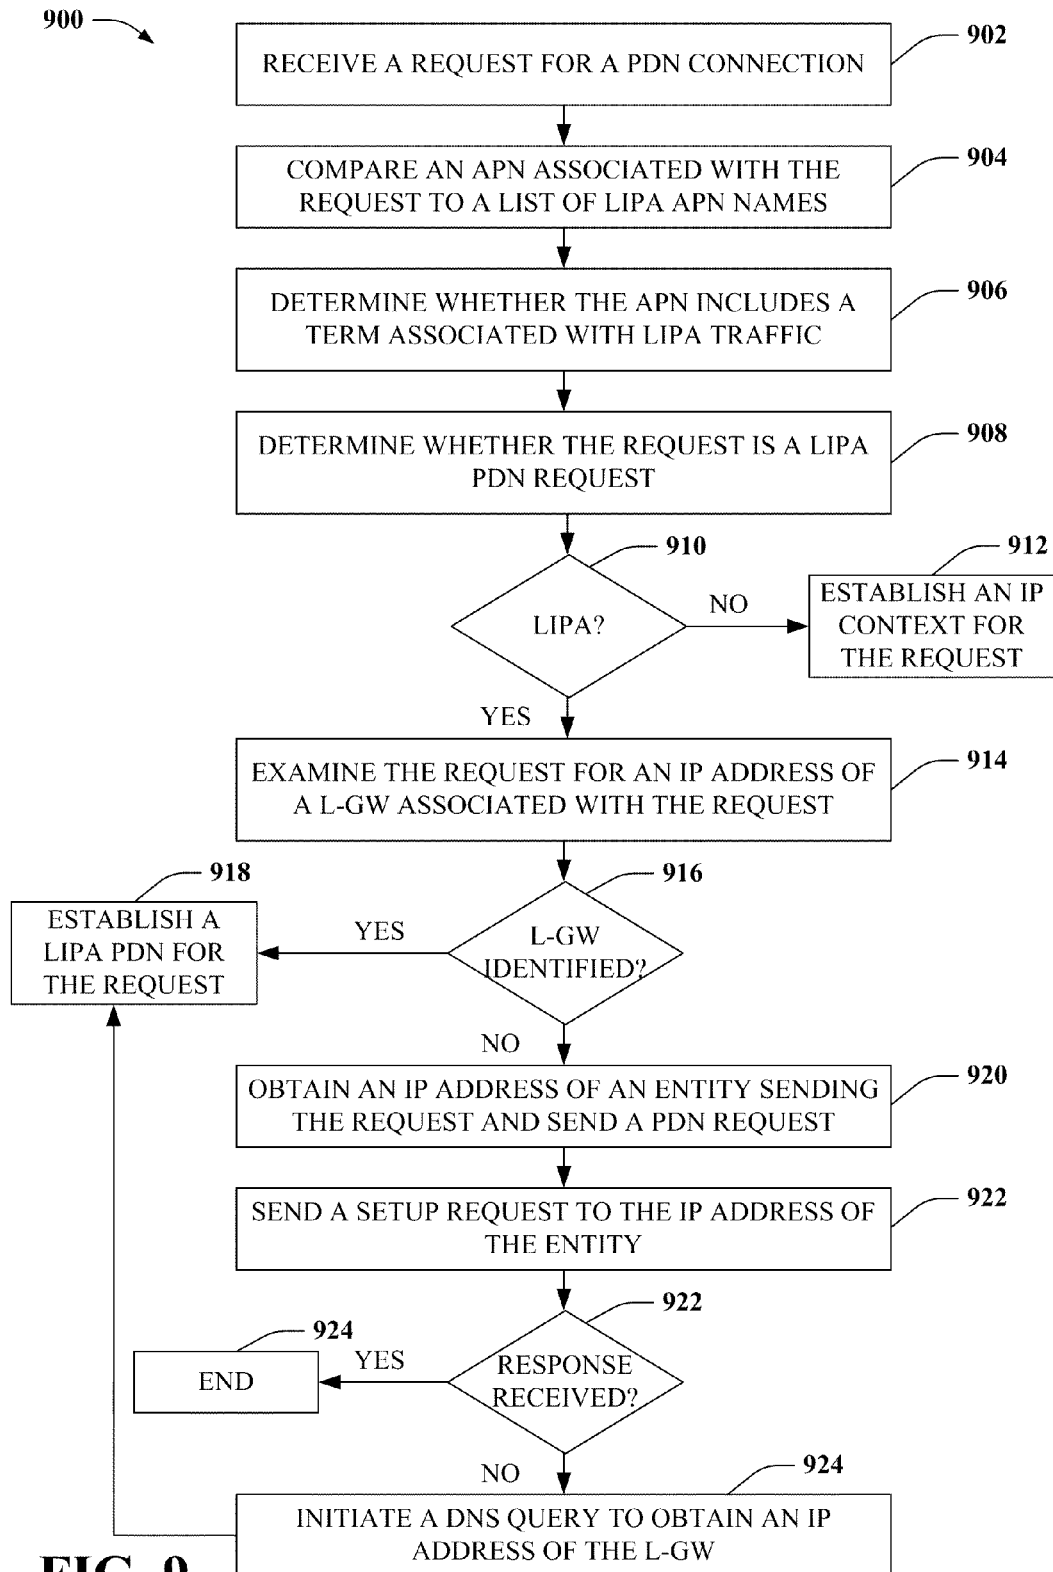 900
902
RECEIVE A REQUEST FOR A PDN CONNECTION
904
COMPARE AN APN ASSOCIATED WITH THE
REQUEST TO A LIST OF LIPA APN NAMES
906
DETERMINE WHETHER THE APN INCLUDES A
TERM ASSOCIATED WITH LIPA TRAFFIC
908
DETERMINE WHETHER THE REQUEST IS A LIPA
PDN REQUEST
910
LIPA?
NO
912
ESTABLISH AN IP
CONTEXT FOR
THE REQUEST
YES
914
EXAMINE THE REQUEST FOR AN IP ADDRESS OF
A L-GW ASSOCIATED WITH THE REQUEST
916
L-GW
IDENTIFIED?
YES
918
ESTABLISH A
LIPA PDN FOR
THE REQUEST
NO
920
OBTAIN AN IP ADDRESS OF AN ENTITY SENDING
THE REQUEST AND SEND A PDN REQUEST
922
SEND A SETUP REQUEST TO THE IP ADDRESS OF
THE ENTITY
922
RESPONSE
RECEIVED?
YES
924
END
NO
924
INITIATE A DNS QUERY TO OBTAIN AN IP
ADDRESS OF THE L-GW
FIG. 9